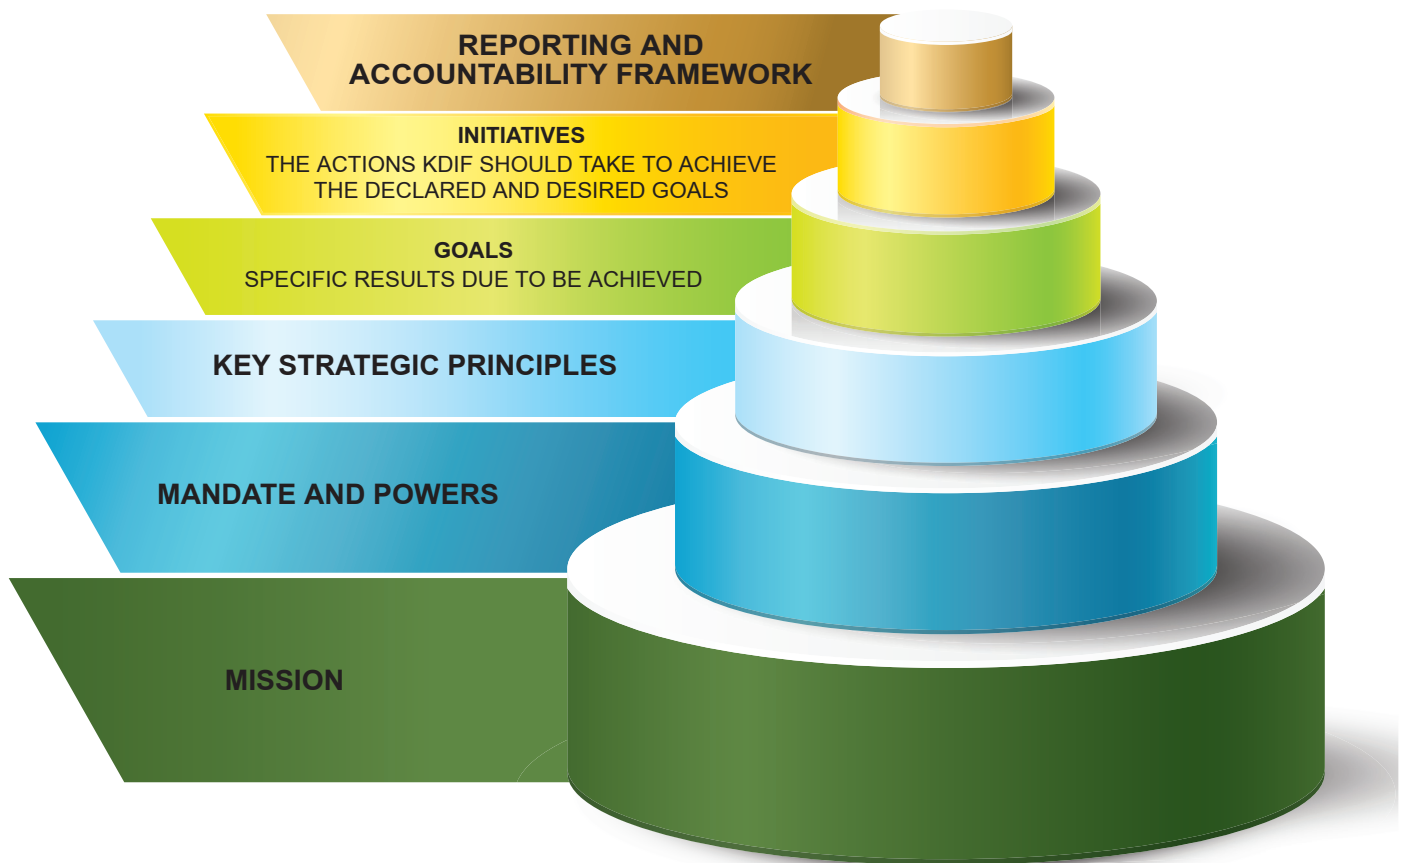 REPORTING AND
ACCOUNTABILITY FRAMEWORK
INITIATIVES
THE ACTIONS KDIF SHOULD TAKE TO ACHIEVE
THE DECLARED AND DESIRED GOALS
GOALS
SPECIFIC RESULTS DUE TO BE ACHIEVED
KEY STRATEGIC PRINCIPLES
MANDATE AND POWERS
MISSION